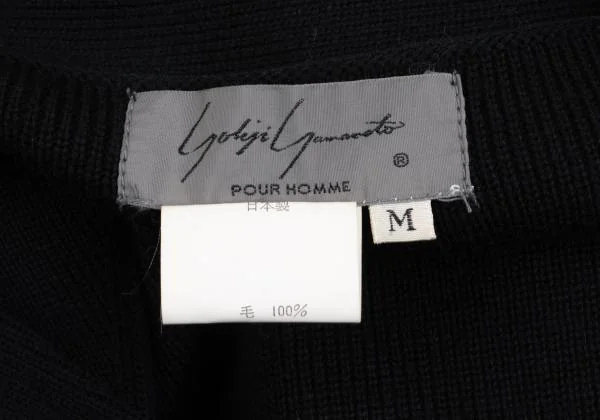 Yohji Yamamoto
®
POUR HOMME
日本製
M
毛 100%